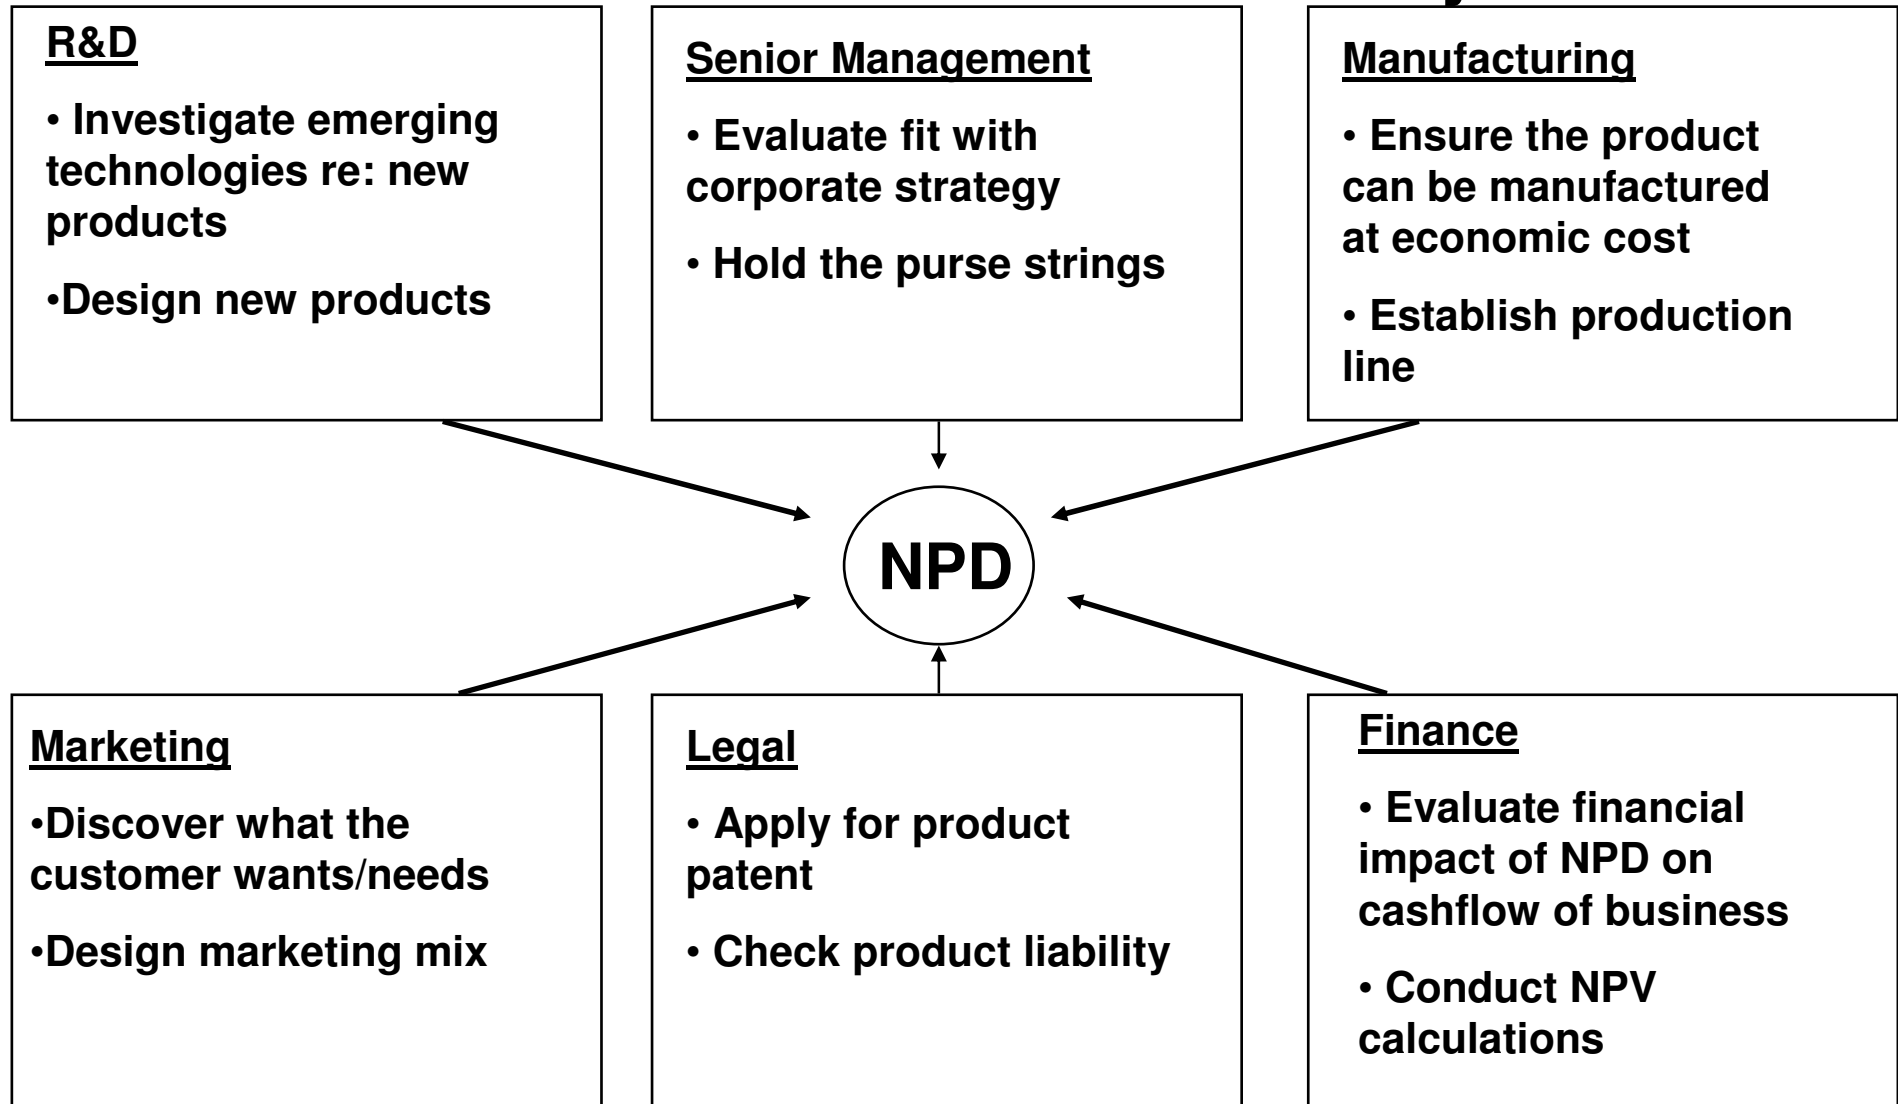 R&D
• Investigate emerging
technologies re: new
products
•Design new products
Senior Management
• Evaluate fit with
corporate strategy
• Hold the purse strings
Manufacturing
• Ensure the product
can be manufactured
at economic cost
• Establish production
line
NPD
Marketing
•Discover what the
customer wants/needs
•Design marketing mix
Legal
• Apply for product
patent
• Check product liability
Finance
• Evaluate financial
impact of NPD on
cashflow of business
• Conduct NPV
calculations